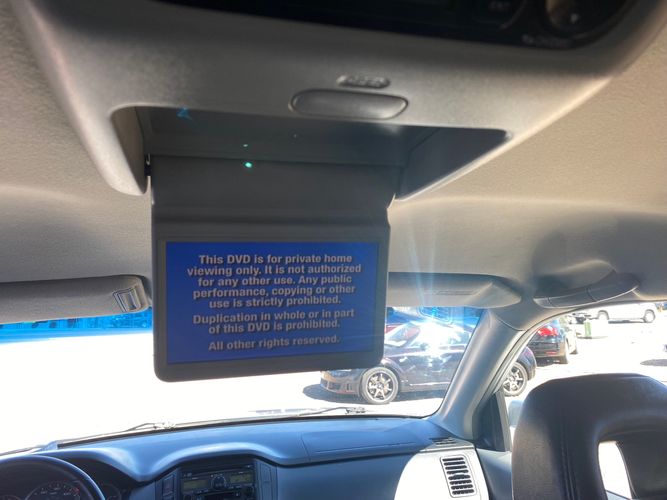 This DVD is for private home
viewing only. It is not authorized
for any other use. Any public
performance, copying or other
use is strictly prohibited.
Duplication in whole or in part
of this DVD is prohibited.
All other rights reserved.